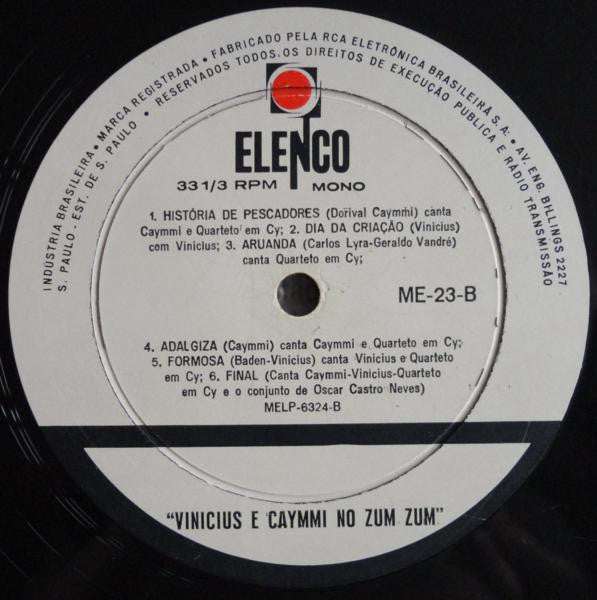 INDÚSTRIA BRASILEIRA • MARCA REGISTRADA • FABRICADO PELA RCA ELETRÔNICA BRASILEIRA S.A. • AV. ENG. BILLINGS 2227
S. PAULO - EST. DE S. PAULO • RESERVADOS TODOS OS DIREITOS DE EXECUÇÃO PUBLICA E RÁDIO TRANSMISSÃO
ELENCO
33 1/3 RPM MONO
1. HISTÓRIA DE PESCADORES (Dorival Caymmi) canta
Caymmi e Quarteto em Cy; 2. DIA DA CRIAÇÃO (Vinicius)
com Vinicius; 3. ARUANDA (Carlos Lyra-Geraldo Vandré)
canta Quarteto em Cy;
ME-23-B
4. ADALGIZA (Caymmi) canta Caymmi e Quarteto em Cy;
5. FORMOSA (Baden-Vinicius) canta Vinicius e Quarteto
em Cy; 6. FINAL (Canta Caymmi-Vinicius-Quarteto
em Cy e o conjunto de Oscar Castro Neves)
MELP-6324-B
"VINICIUS E CAYMMI NO ZUM ZUM"